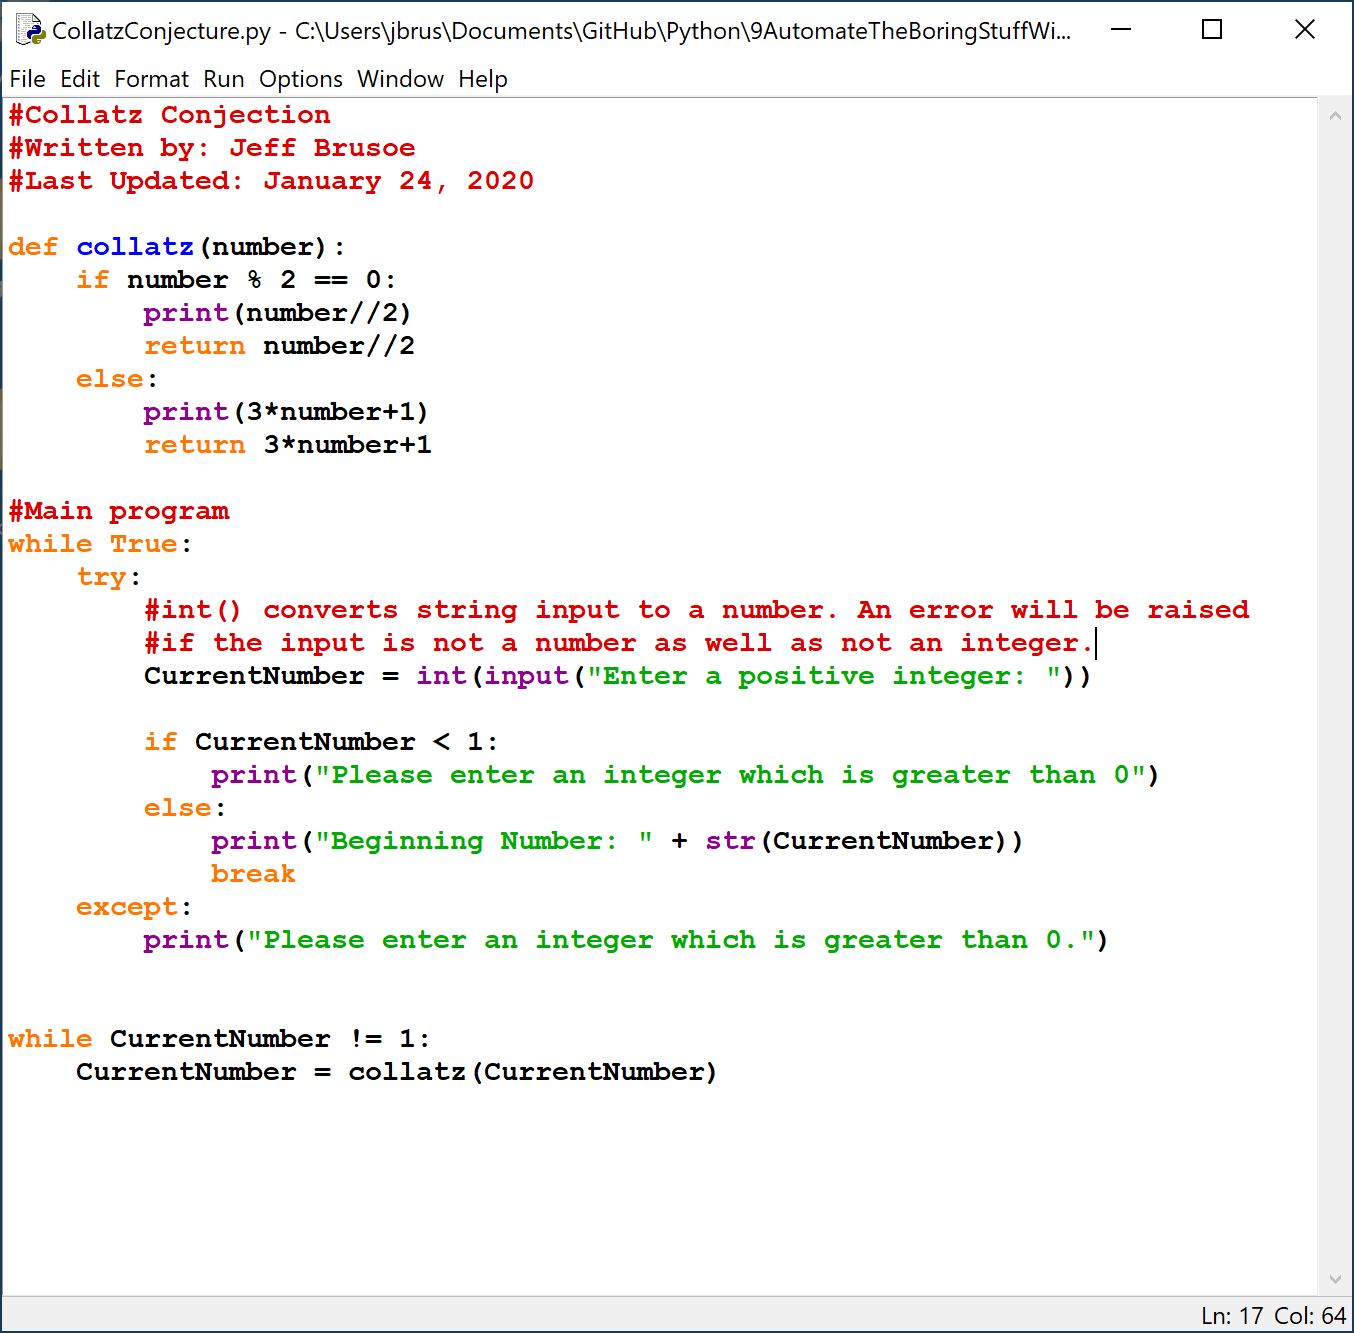 CollatzConjecture.py - C:\Users\jbrus\Documents\GitHub\Python\9AutomateTheBoringStuffWi...
File Edit Format Run Options Window Help
#Collatz Conjection
#Written by: Jeff Brusoe
#Last Updated: January 24, 2020

def collatz(number):
    if number % 2 == 0:
        print(number//2)
        return number//2
    else:
        print(3*number+1)
        return 3*number+1

#Main program
while True:
    try:
        #int() converts string input to a number. An error will be raised
        #if the input is not a number as well as not an integer.
        CurrentNumber = int(input("Enter a positive integer: "))

        if CurrentNumber < 1:
            print("Please enter an integer which is greater than 0")
        else:
            print("Beginning Number: " + str(CurrentNumber))
            break
    except:
        print("Please enter an integer which is greater than 0.")


while CurrentNumber != 1:
    CurrentNumber = collatz(CurrentNumber)
Ln: 17 Col: 64